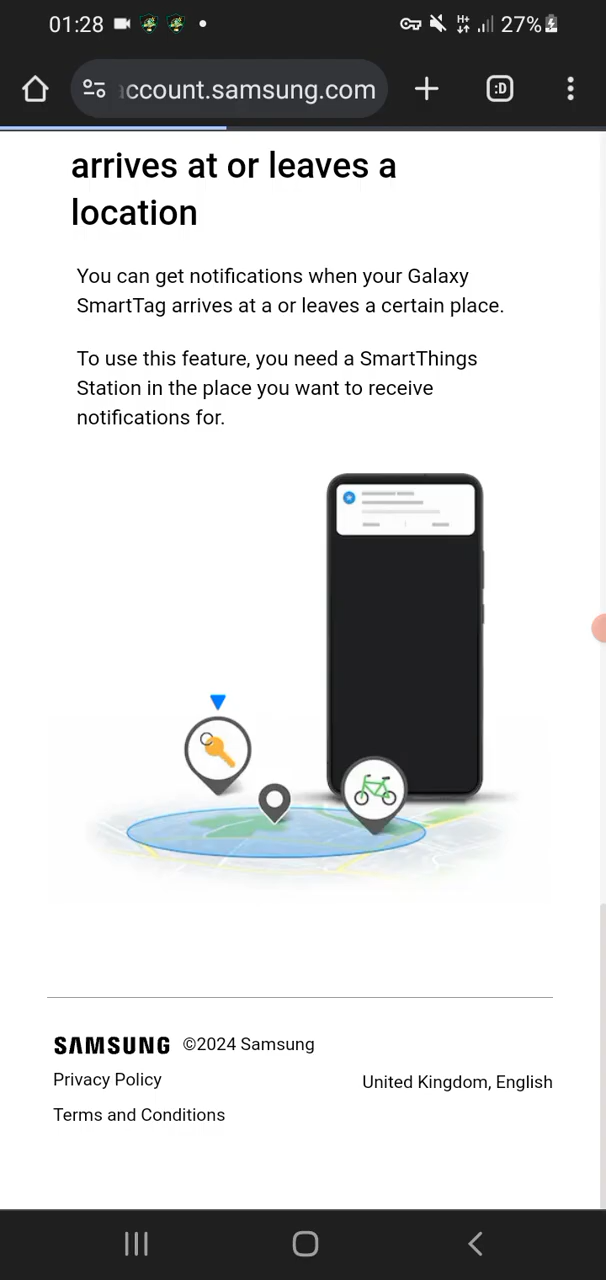 01:28
H+
27%
account.samsung.com
:D
arrives at or leaves a
location
You can get notifications when your Galaxy
SmartTag arrives at a or leaves a certain place.
To use this feature, you need a SmartThings
Station in the place you want to receive
notifications for.
SAMSUNG ©2024 Samsung
Privacy Policy
United Kingdom, English
Terms and Conditions